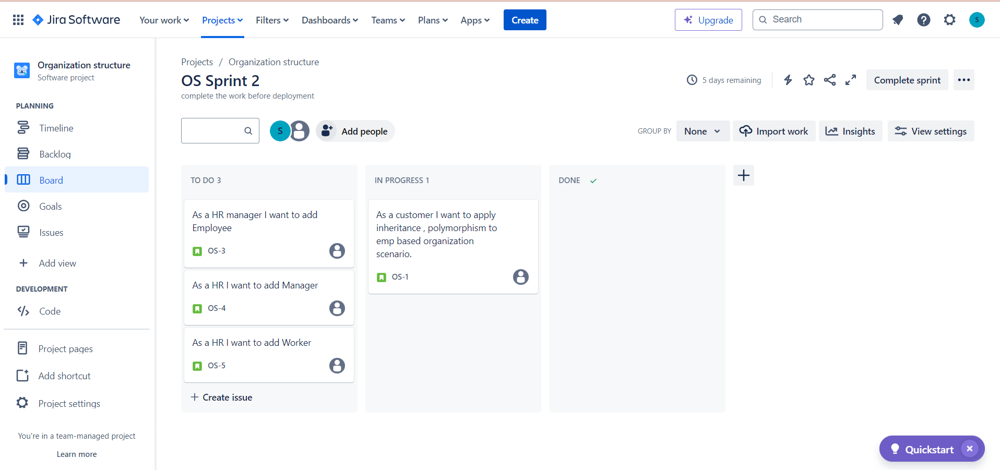 Jira Software
Your work
Projects
Filters
Dashboards
Teams
Plans
Apps
Create
Upgrade
Search
S
Organization structure
Software project
PLANNING
Timeline
Backlog
Board
Goals
Issues
Add view
DEVELOPMENT
Code
Project pages
Add shortcut
Project settings
You're in a team-managed project
Learn more
Projects / Organization structure
OS Sprint 2
complete the work before deployment
5 days remaining
Complete sprint
S
Add people
GROUP BY
None
Import work
Insights
View settings
TO DO 3
As a HR manager I want to add
Employee
OS-3
As a HR I want to add Manager
OS-4
As a HR I want to add Worker
OS-5
Create issue
IN PROGRESS 1
As a customer I want to apply
inheritance , polymorphism to
emp based organization
scenario.
OS-1
DONE
Quickstart